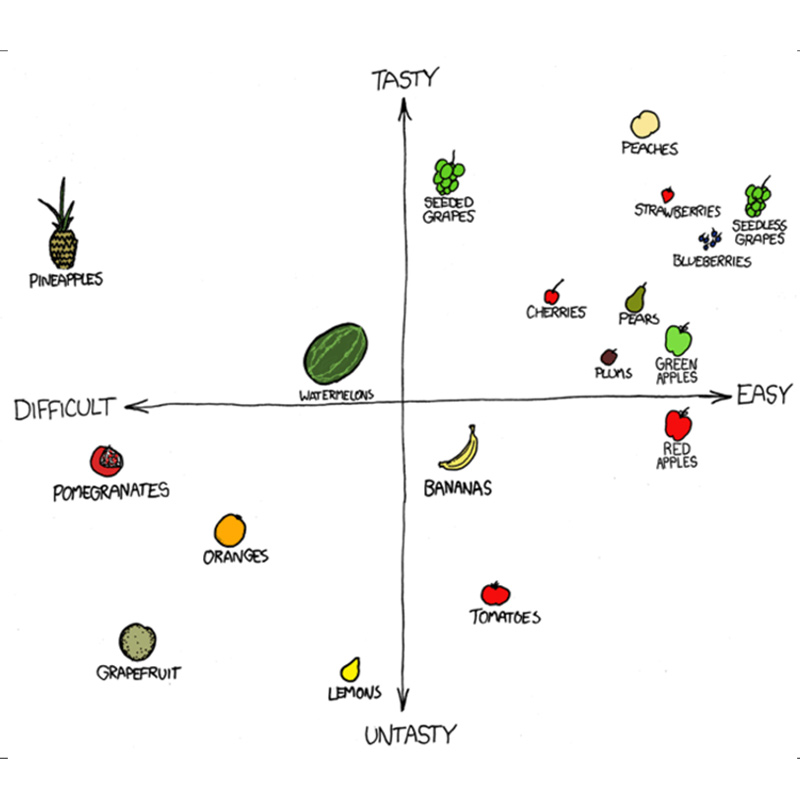 TASTY
PEACHES
SEEDED
GRAPES
STRAWBERRIES
SEEDLESS
GRAPES
BLUEBERRIES
PINEAPPLES
CHERRIES
PEARS
PLUMS
GREEN
APPLES
WATERMELONS
DIFFICULT
EASY
RED
APPLES
POMEGRANATES
BANANAS
ORANGES
TOMATOES
GRAPEFRUIT
LEMONS
UNTASTY